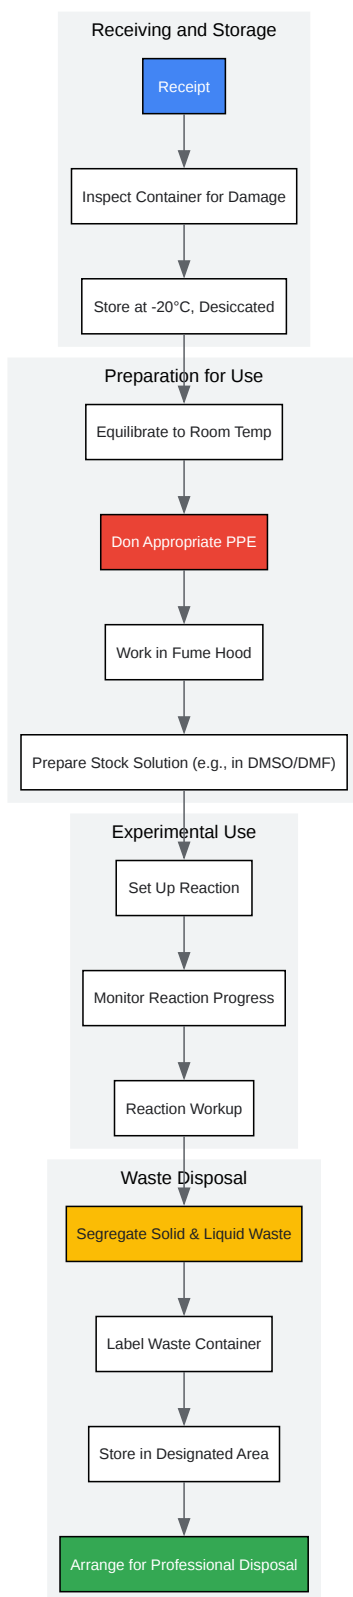 Receiving and Storage
Receipt
Inspect Container for Damage
Store at -20°C, Desiccated
Preparation for Use
Equilibrate to Room Temp
Don Appropriate PPE
Work in Fume Hood
Prepare Stock Solution (e.g., in DMSO/DMF)
Experimental Use
Set Up Reaction
Monitor Reaction Progress
Reaction Workup
Waste Disposal
Segregate Solid & Liquid Waste
Label Waste Container
Store in Designated Area
Arrange for Professional Disposal